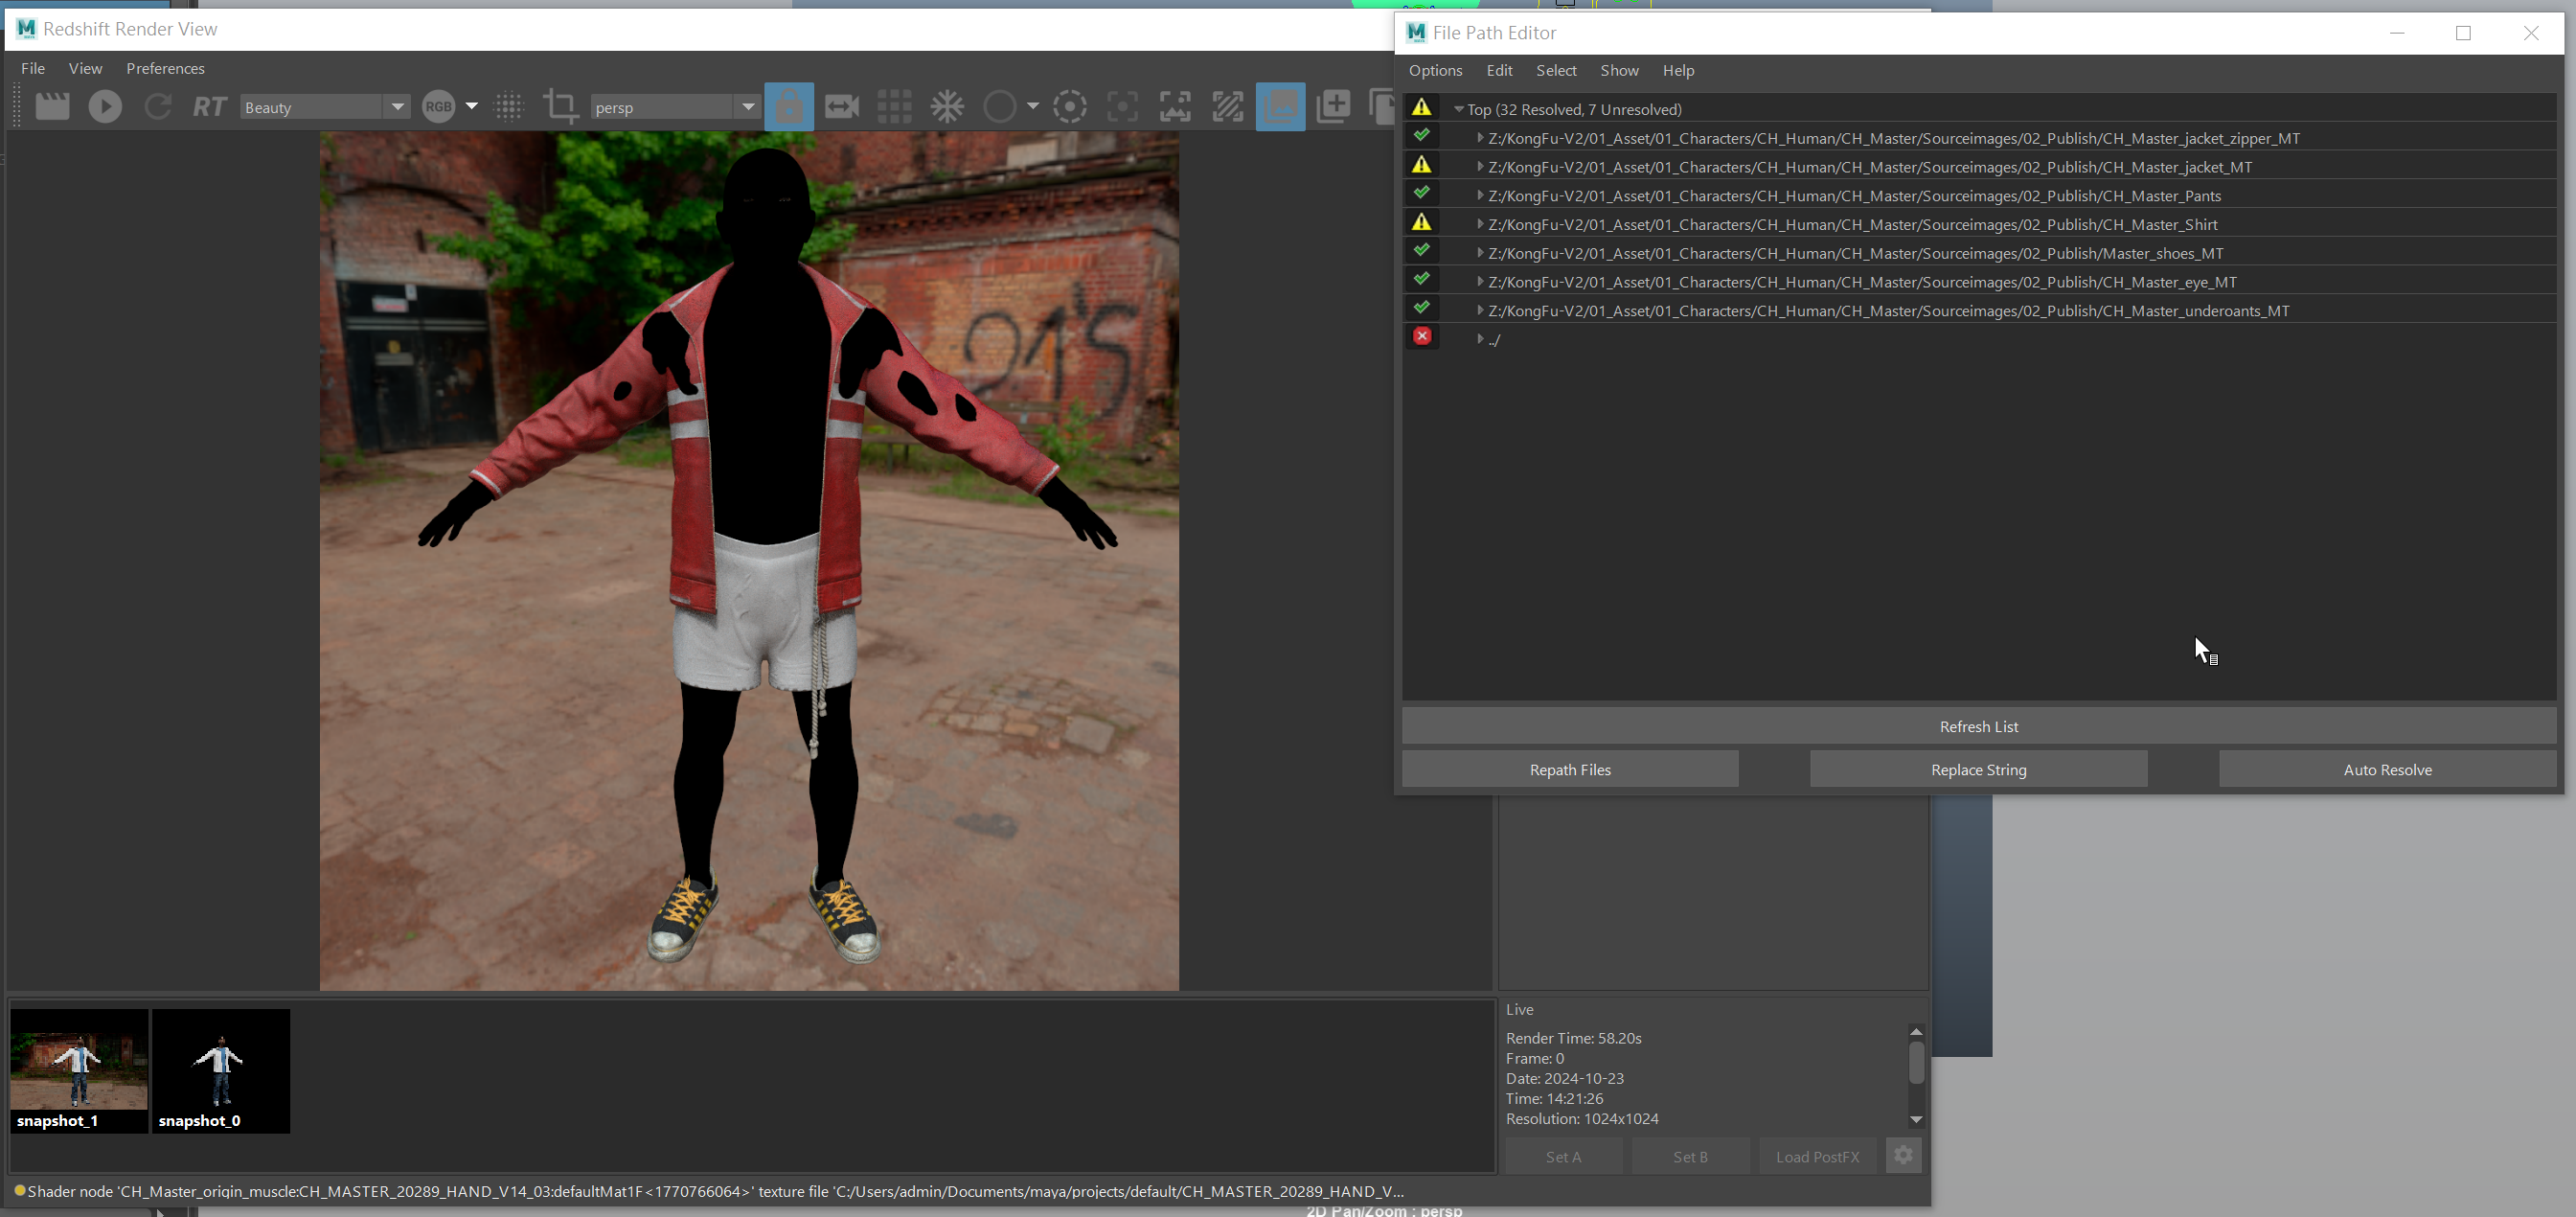 Redshift Render View
File View Preferences
RT Beauty RGB persp
21'S
File Path Editor
Options Edit Select Show Help
Top (32 Resolved, 7 Unresolved)
Z:/KongFu-V2/01_Asset/01_Characters/CH_Human/CH_Master/Sourceimages/02_Publish/CH_Master_jacket_zipper_MT
Z:/KongFu-V2/01_Asset/01_Characters/CH_Human/CH_Master/Sourceimages/02_Publish/CH_Master_jacket_MT
Z:/KongFu-V2/01_Asset/01_Characters/CH_Human/CH_Master/Sourceimages/02_Publish/CH_Master_Pants
Z:/KongFu-V2/01_Asset/01_Characters/CH_Human/CH_Master/Sourceimages/02_Publish/CH_Master_Shirt
Z:/KongFu-V2/01_Asset/01_Characters/CH_Human/CH_Master/Sourceimages/02_Publish/Master_shoes_MT
Z:/KongFu-V2/01_Asset/01_Characters/CH_Human/CH_Master/Sourceimages/02_Publish/CH_Master_eye_MT
Z:/KongFu-V2/01_Asset/01_Characters/CH_Human/CH_Master/Sourceimages/02_Publish/CH_Master_underoants_MT
../
Refresh List
Repath Files Replace String Auto Resolve
snapshot_1 snapshot_0
Live
Render Time: 58.20s
Frame: 0
Date: 2024-10-23
Time: 14:21:26
Resolution: 1024x1024
Set A Set B Load PostFX
Shader node 'CH_Master_origin_muscle:CH_MASTER_20289_HAND_V14_03:defaultMat1F<1770766064>' texture file 'C:/Users/admin/Documents/maya/projects/default/CH_MASTER_20289_HAND_V...
2D Pan/Zoom : persp